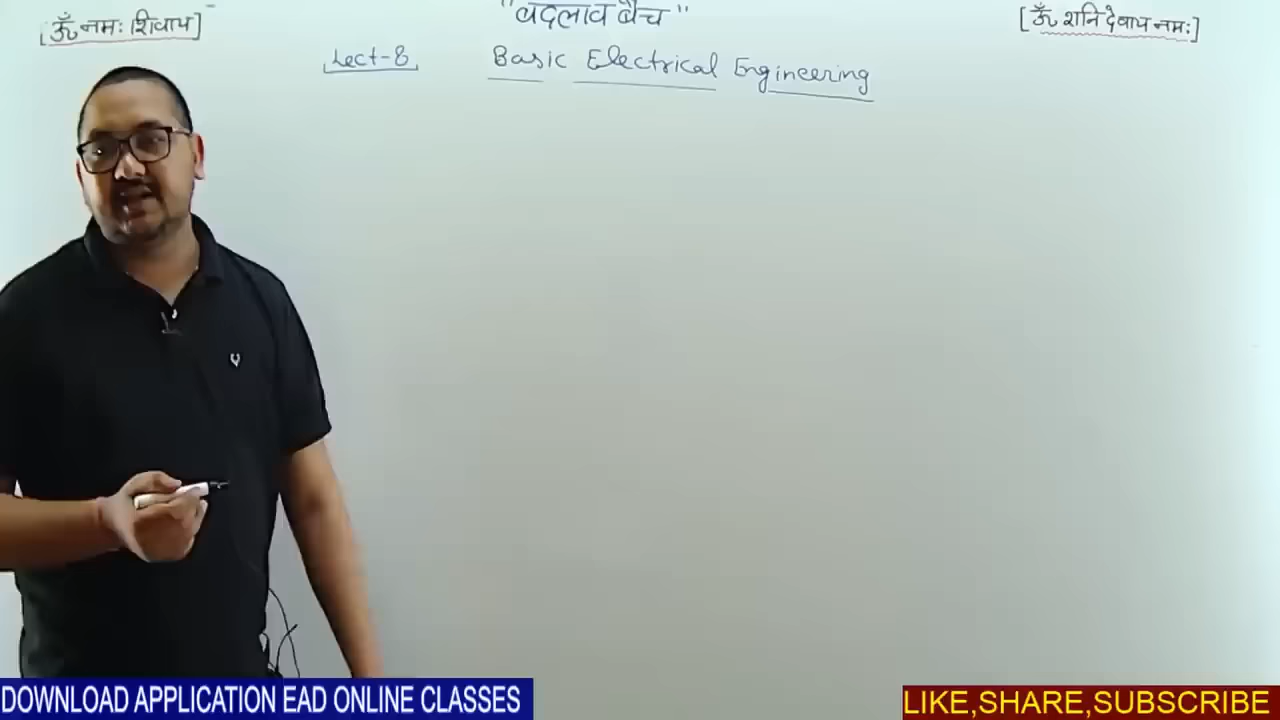 [ॐ नमः शिवाय]
"बदलाव बैच"
[ॐ शनि देवाय नमः]
Lect-8
Basic Electrical Engineering
DOWNLOAD APPLICATION EAD ONLINE CLASSES
LIKE,SHARE,SUBSCRIBE